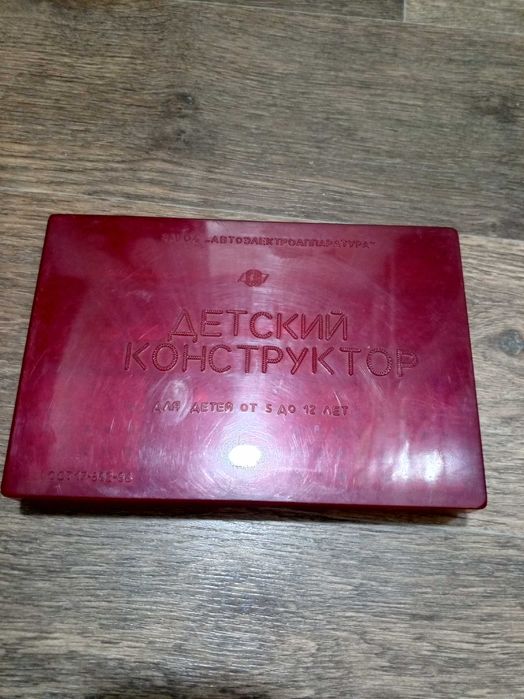 ЗАВОД „АВТОЭЛЕКТРОАППАРАТУРА"
ДЕТСКИЙ
КОНСТРУКТОР
ДЛЯ ДЕТЕЙ ОТ 5 ДО 12 ЛЕТ